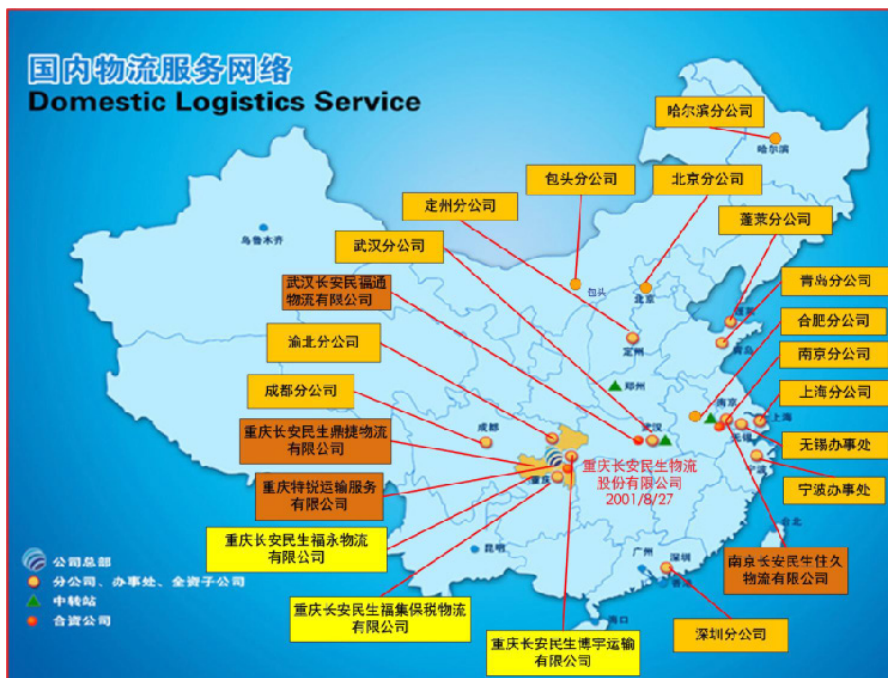 国内物流服务网络
Domestic Logistics Service
哈尔滨分公司
哈尔滨
包头分公司
北京分公司
定州分公司
蓬莱分公司
武汉分公司
乌鲁木齐
青岛分公司
武汉长安民福通
物流有限公司
包头
北京
合肥分公司
蓬莱
渝北分公司
定州
青岛
南京分公司
成都分公司
郑州
上海分公司
南京
上海
重庆长安民生鼎捷物流
有限公司
成都
武汉
无锡
无锡办事处
重庆特锐运输服务
有限公司
重庆
重庆长安民生物流
股份有限公司
2001/8/27
宁波
宁波办事处
重庆长安民生福永物流
有限公司
昆明
台北
广州
深圳
香港
南京长安民生住久
物流有限公司
公司总部
分公司、办事处、全资子公司
中转站
合资公司
重庆长安民生福集保税物流
有限公司
海口
重庆长安民生博宇运输
有限公司
深圳分公司